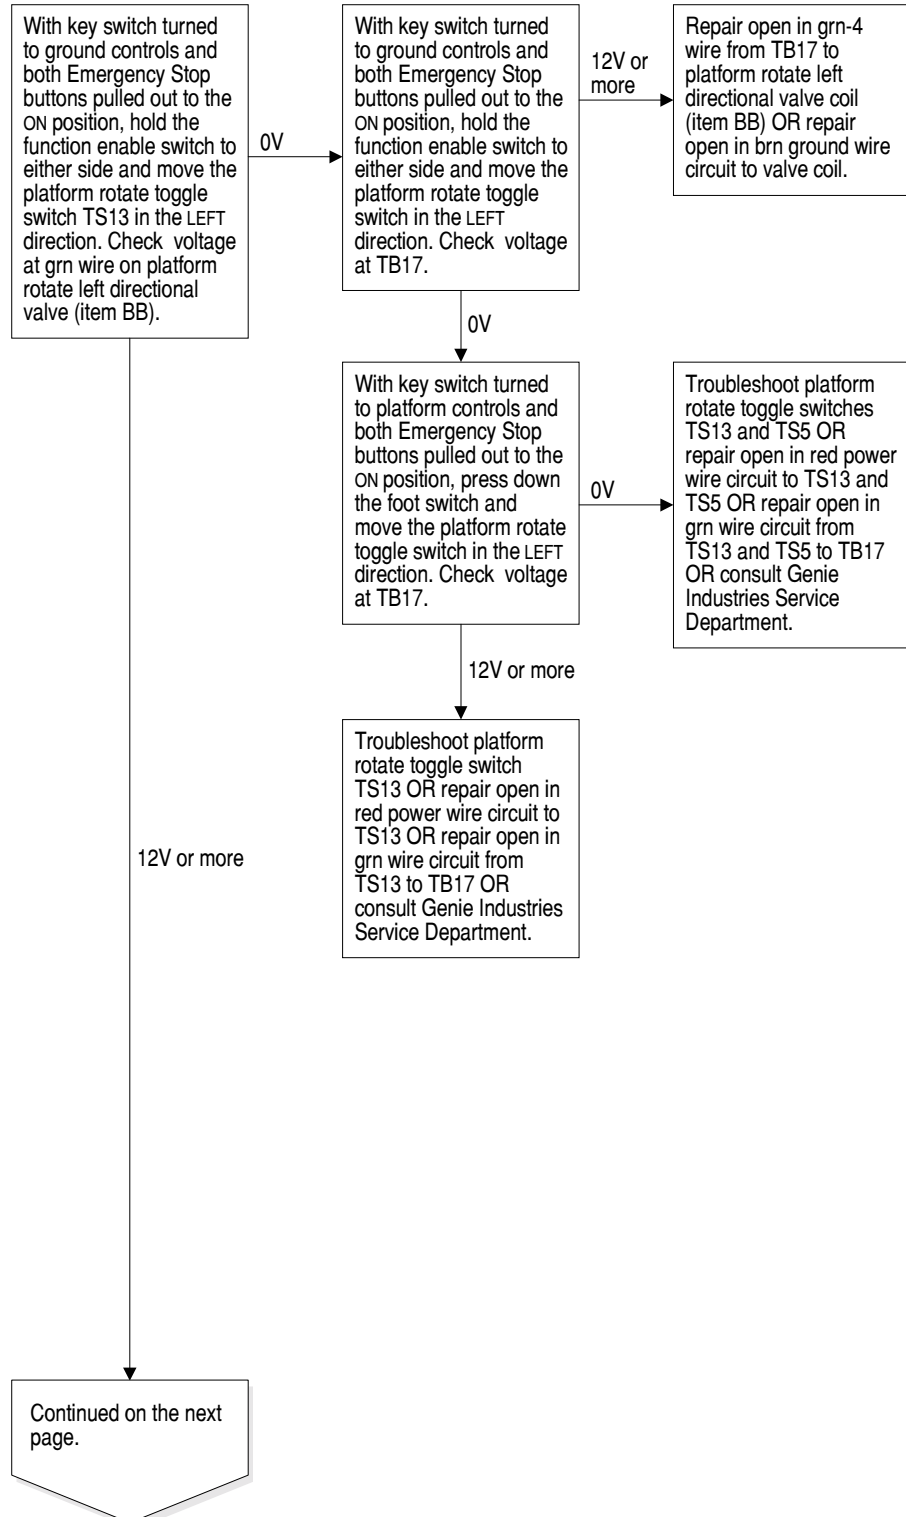 With key switch turned
to ground controls and
both Emergency Stop
buttons pulled out to the
ON position, hold the
function enable switch to
either side and move the
platform rotate toggle
switch TS13 in the LEFT
direction. Check voltage
at grn wire on platform
rotate left directional
valve (item BB).
0V
With key switch turned
to ground controls and
both Emergency Stop
buttons pulled out to the
ON position, hold the
function enable switch to
either side and move the
platform rotate toggle
switch in the LEFT
direction. Check voltage
at TB17.
12V or
more
Repair open in grn-4
wire from TB17 to
platform rotate left
directional valve coil
(item BB) OR repair
open in brn ground wire
circuit to valve coil.
0V
With key switch turned
to platform controls and
both Emergency Stop
buttons pulled out to the
ON position, press down
the foot switch and
move the platform rotate
toggle switch in the LEFT
direction. Check voltage
at TB17.
0V
Troubleshoot platform
rotate toggle switches
TS13 and TS5 OR
repair open in red power
wire circuit to TS13 and
TS5 OR repair open in
grn wire circuit from
TS13 and TS5 to TB17
OR consult Genie
Industries Service
Department.
12V or more
Troubleshoot platform
rotate toggle switch
TS13 OR repair open in
red power wire circuit to
TS13 OR repair open in
grn wire circuit from
TS13 to TB17 OR
consult Genie Industries
Service Department.
12V or more
Continued on the next
page.